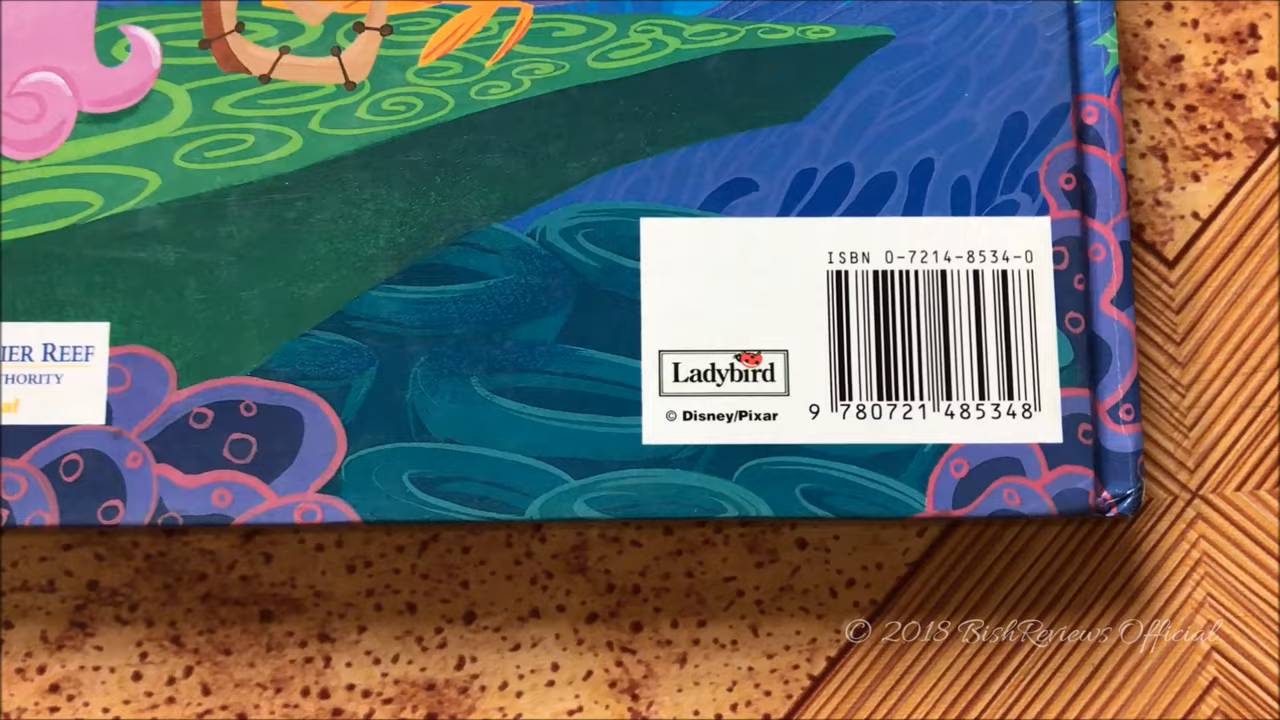 ISBN 0-7214-8534-0
IER REEF
THORITY
Ladybird
© Disney/Pixar
9 780721 485348
© 2018 BishReviews Official.